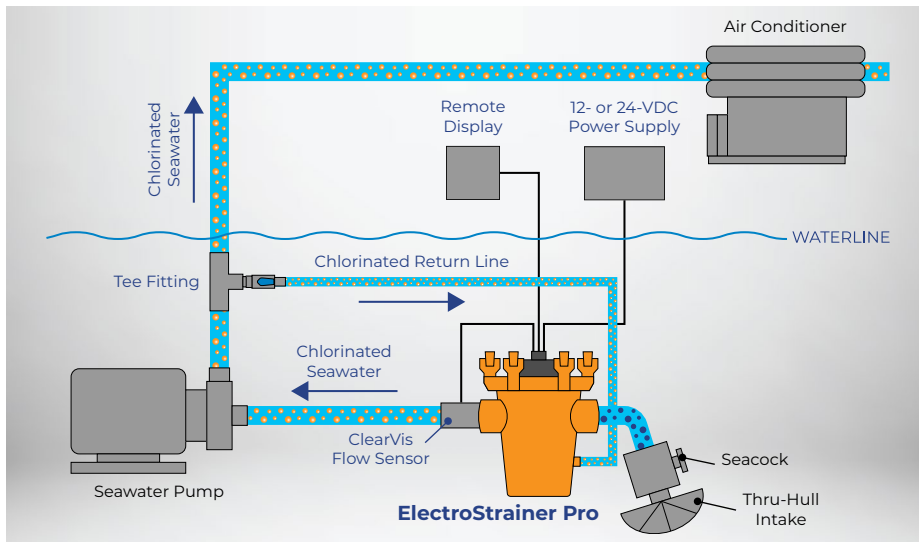 Air Conditioner
Remote
Display
12- or 24-VDC
Power Supply
Chlorinated
Seawater
WATERLINE
Chlorinated Return Line
Tee Fitting
Chlorinated
Seawater
ClearVis
Flow Sensor
Seacock
Seawater Pump
Thru-Hull
Intake
ElectroStrainer Pro